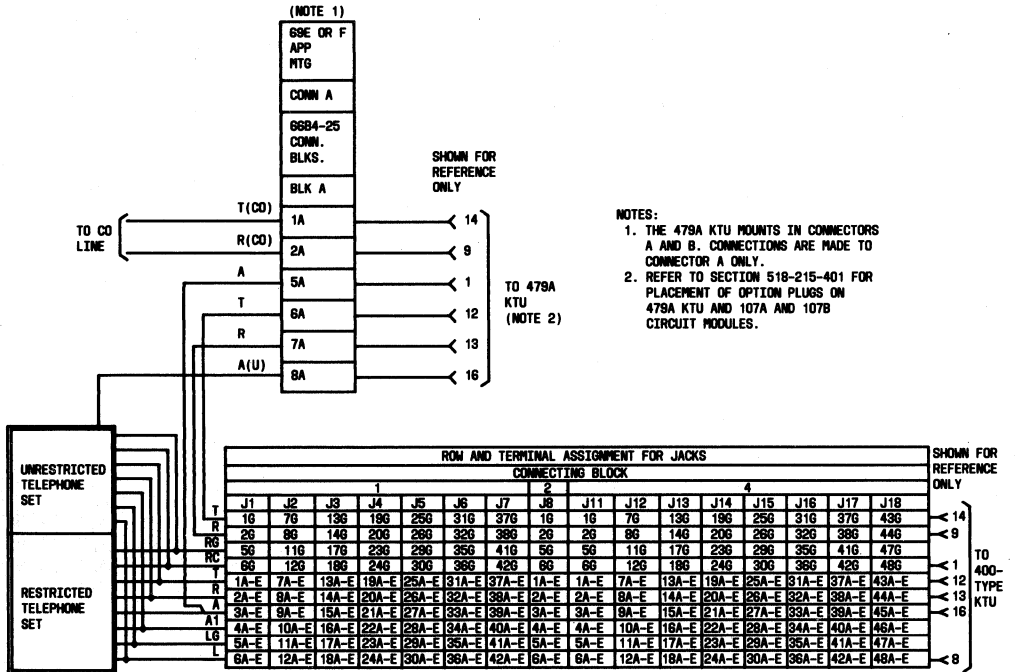 (NOTE 1)
69E OR F
APP
MTG
CONN A
66B4-25
CONN.
BLKS.
BLK A
SHOWN FOR
REFERENCE
ONLY
TO CO
LINE
T(CO) 1A 14
R(CO) 2A 9
A 5A 1
T 6A 12
R 7A 13
A(U) 8A 16
TO 479A
KTU
(NOTE 2)
NOTES:
1. THE 479A KTU MOUNTS IN CONNECTORS
A AND B. CONNECTIONS ARE MADE TO
CONNECTOR A ONLY.
2. REFER TO SECTION 518-215-401 FOR
PLACEMENT OF OPTION PLUGS ON
479A KTU AND 107A AND 107B
CIRCUIT MODULES.
UNRESTRICTED
TELEPHONE
SET
RESTRICTED
TELEPHONE
SET
ROW AND TERMINAL ASSIGNMENT FOR JACKS
CONNECTING BLOCK
1 2 4
J1 J2 J3 J4 J5 J6 J7 J8 J11 J12 J13 J14 J15 J16 J17 J18
T 1G 7G 13G 19G 25G 31G 37G 1G 1G 7G 13G 19G 25G 31G 37G 43G 14
R 2G 8G 14G 20G 26G 32G 38G 2G 2G 8G 14G 20G 26G 32G 38G 44G 9
RG 5G 11G 17G 23G 29G 35G 41G 5G 5G 11G 17G 23G 29G 35G 41G 47G
RC 6G 12G 18G 24G 30G 36G 42G 6G 6G 12G 18G 24G 30G 36G 42G 48G 1
T 1A-E 7A-E 13A-E 19A-E 25A-E 31A-E 37A-E 1A-E 1A-E 7A-E 13A-E 19A-E 25A-E 31A-E 37A-E 43A-E 12
R 2A-E 8A-E 14A-E 20A-E 26A-E 32A-E 38A-E 2A-E 2A-E 8A-E 14A-E 20A-E 26A-E 32A-E 38A-E 44A-E 13
A 3A-E 9A-E 15A-E 21A-E 27A-E 33A-E 39A-E 3A-E 3A-E 9A-E 15A-E 21A-E 27A-E 33A-E 39A-E 45A-E 16
A1 4A-E 10A-E 16A-E 22A-E 28A-E 34A-E 40A-E 4A-E 4A-E 10A-E 16A-E 22A-E 28A-E 34A-E 40A-E 46A-E
LG 5A-E 11A-E 17A-E 23A-E 29A-E 35A-E 41A-E 5A-E 5A-E 11A-E 17A-E 23A-E 29A-E 35A-E 41A-E 47A-E
L 6A-E 12A-E 18A-E 24A-E 30A-E 36A-E 42A-E 6A-E 6A-E 12A-E 18A-E 24A-E 30A-E 36A-E 42A-E 48A-E 8
SHOWN FOR
REFERENCE
ONLY
TO
400-
TYPE
KTU